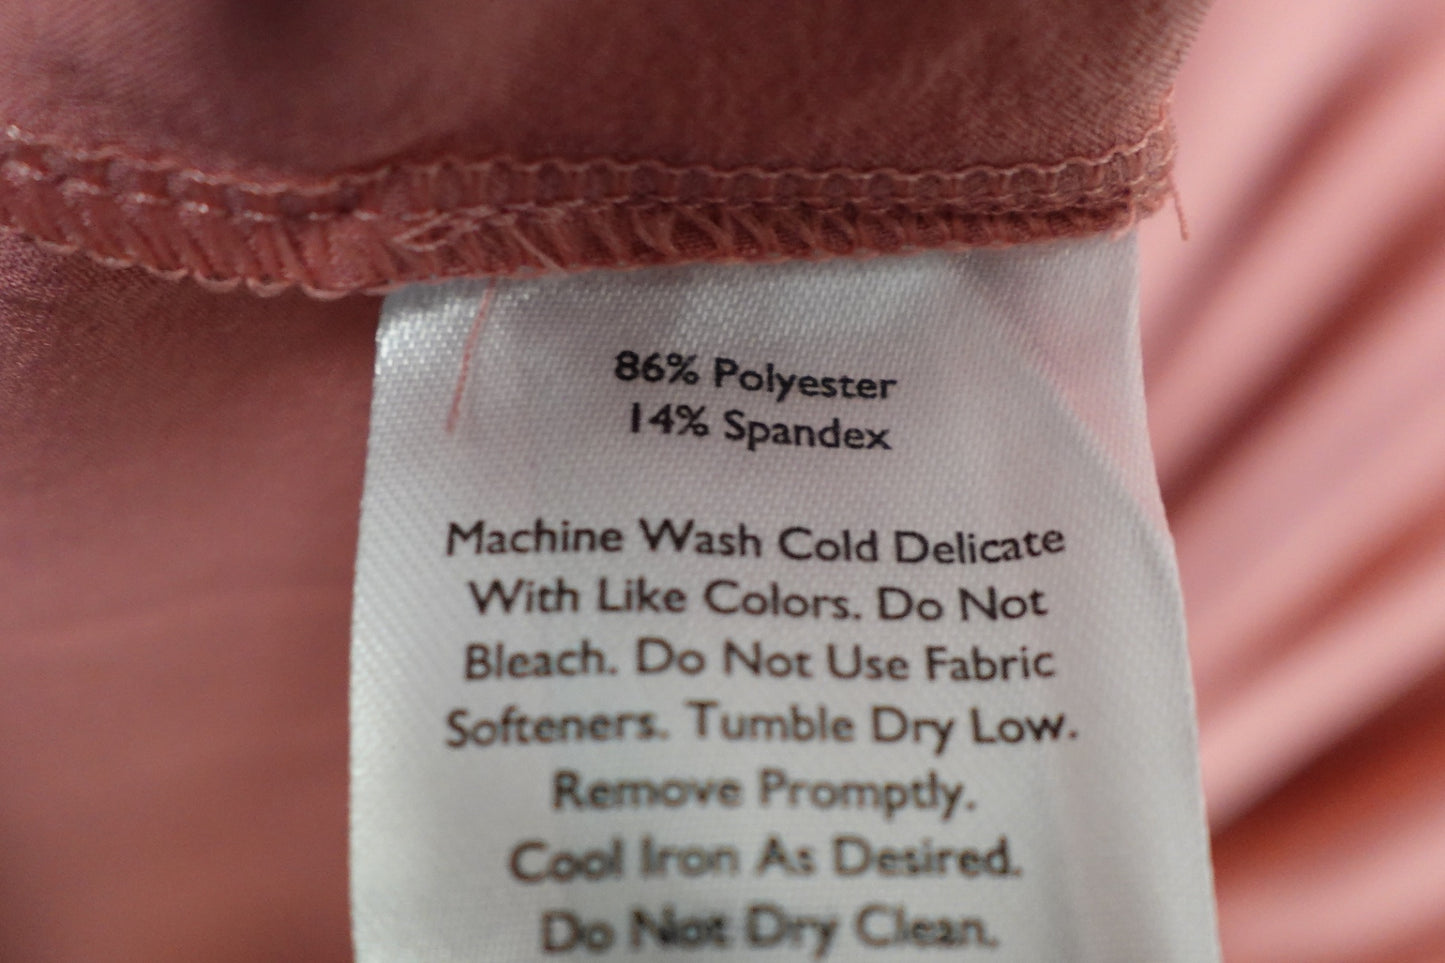 86% Polyester
14% Spandex
Machine Wash Cold Delicate
With Like Colors. Do Not
Bleach. Do Not Use Fabric
Softeners. Tumble Dry Low.
Remove Promptly.
Cool Iron As Desired.
Do Not Dry Clean.